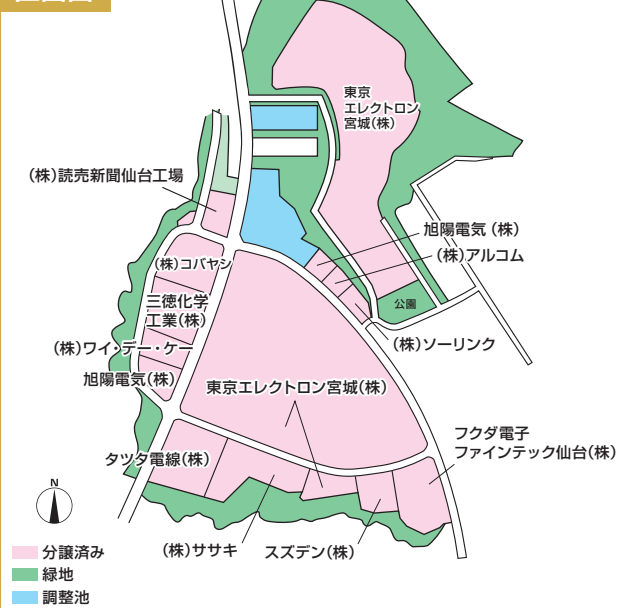 東京
エレクトロン
宮城(株)
(株)読売新聞仙台工場
旭陽電気(株)
(株)アルコム
(株)コバヤシ
三徳化学
工業(株)
公園
(株)ソーリンク
(株)ワイ・デー・ケー
旭陽電気(株)
東京エレクトロン宮城(株)
フクダ電子
ファインテック仙台(株)
タツタ電線(株)
N
(株)ササキ
スズデン(株)
分譲済み
緑地
調整池